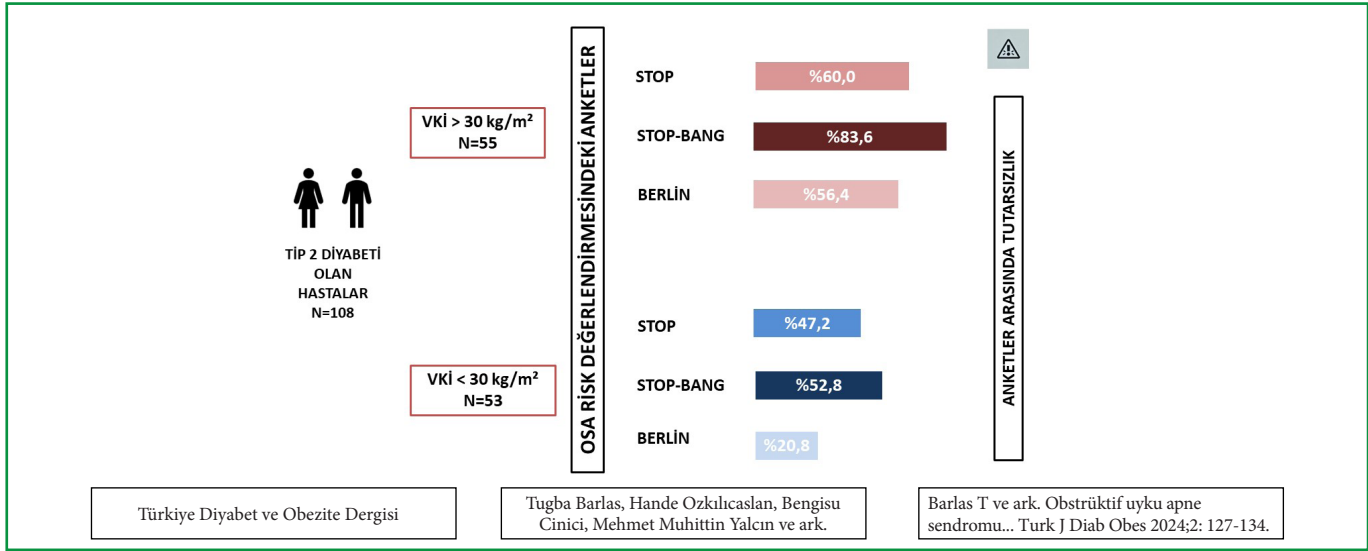 TİP 2 DİYABETİ
OLAN
HASTALAR
N=108
VKİ > 30 kg/m²
N=55
VKİ < 30 kg/m²
N=53
OSA RİSK DEĞERLENDİRMESİNDEKİ ANKETLER
STOP
%60,0
STOP-BANG
%83,6
BERLİN
%56,4
STOP
%47,2
STOP-BANG
%52,8
BERLİN
%20,8
ANKETLER ARASINDA TUTARSIZLIK
Türkiye Diyabet ve Obezite Dergisi
Tugba Barlas, Hande Ozkılıcaslan, Bengisu
Cinici, Mehmet Muhittin Yalcın ve ark.
Barlas T ve ark. Obstrüktif uyku apne
sendromu... Turk J Diab Obes 2024;2: 127-134.